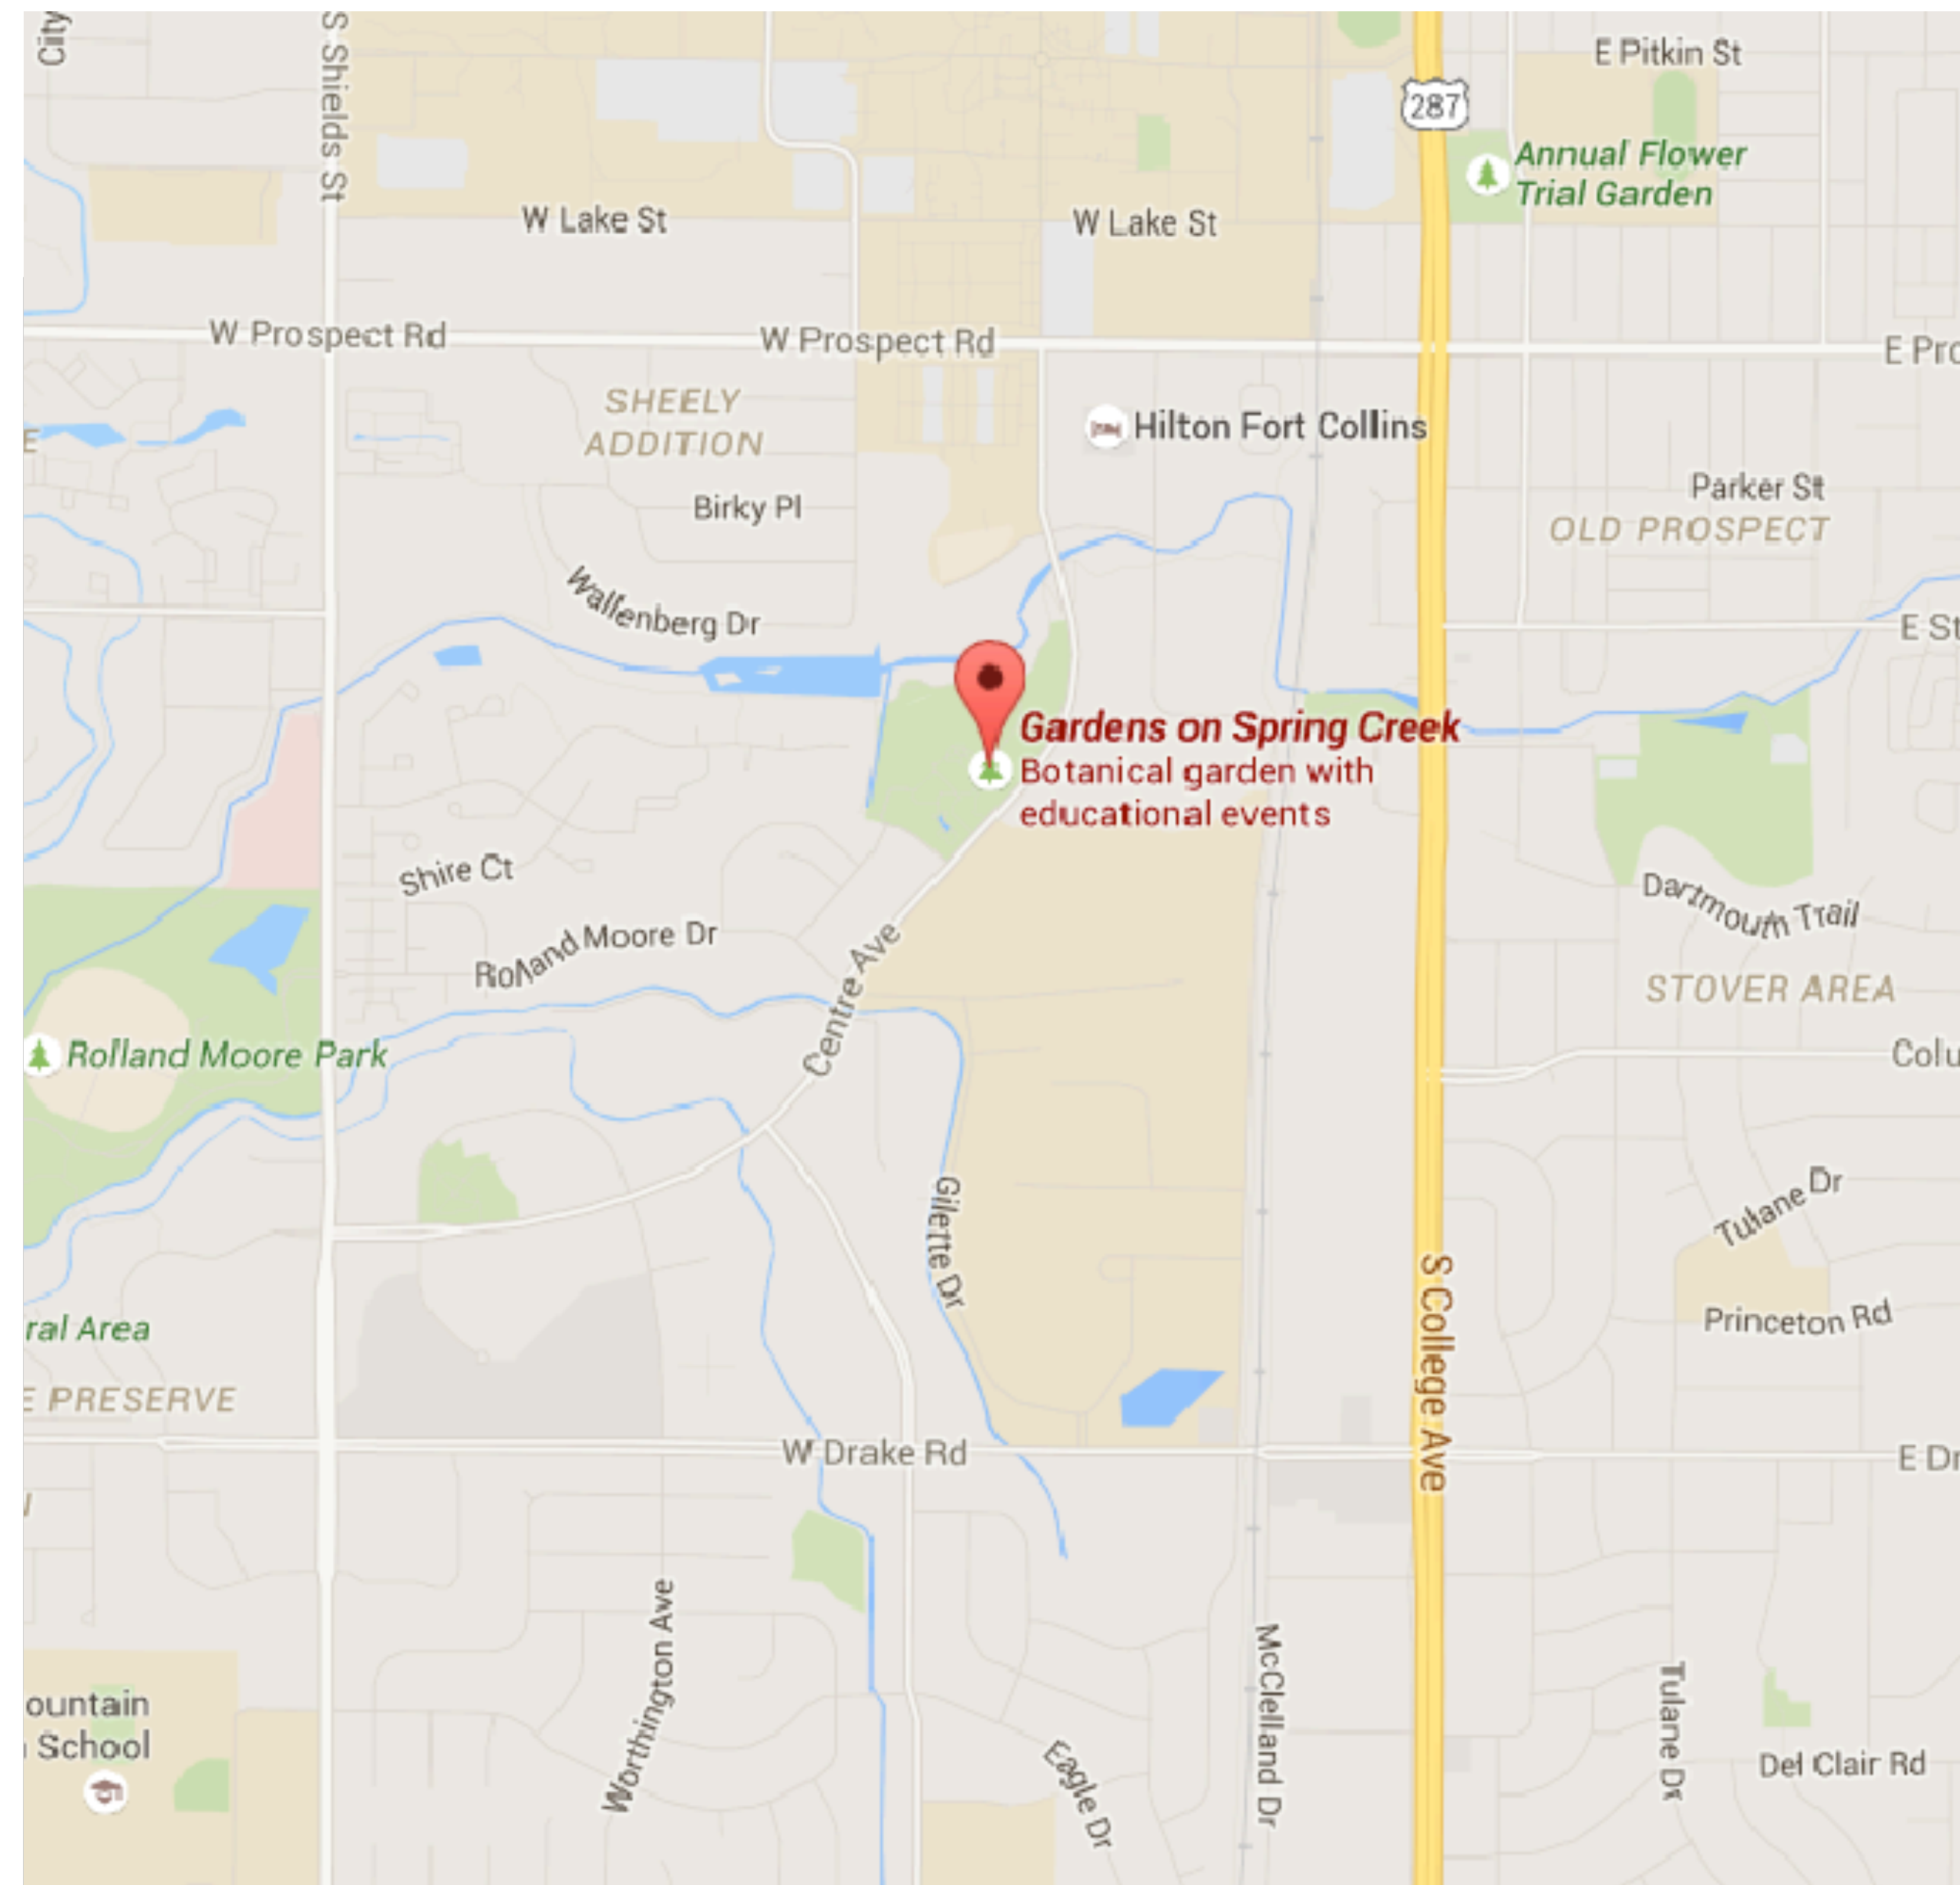 City
S Shields St
E Pitkin St
287
Annual Flower
Trial Garden
W Lake St
W Lake St
W Prospect Rd
W Prospect Rd
E Pro
SHEELY
ADDITION
Hilton Fort Collins
E
Birky Pl
Parker St
OLD PROSPECT
Wallenberg Dr
E St
Gardens on Spring Creek
Botanical garden with
educational events
Shire Ct
Dartmouth Trail
Rolland Moore Dr
Centre Ave
STOVER AREA
Rolland Moore Park
Colu
Gilette Dr
Tulane Dr
S College Ave
Princeton Rd
ral Area
E PRESERVE
W Drake Rd
E Dr
Worthington Ave
McClelland Dr
Tulane Dr
ountain
School
Eagle Dr
Del Clair Rd